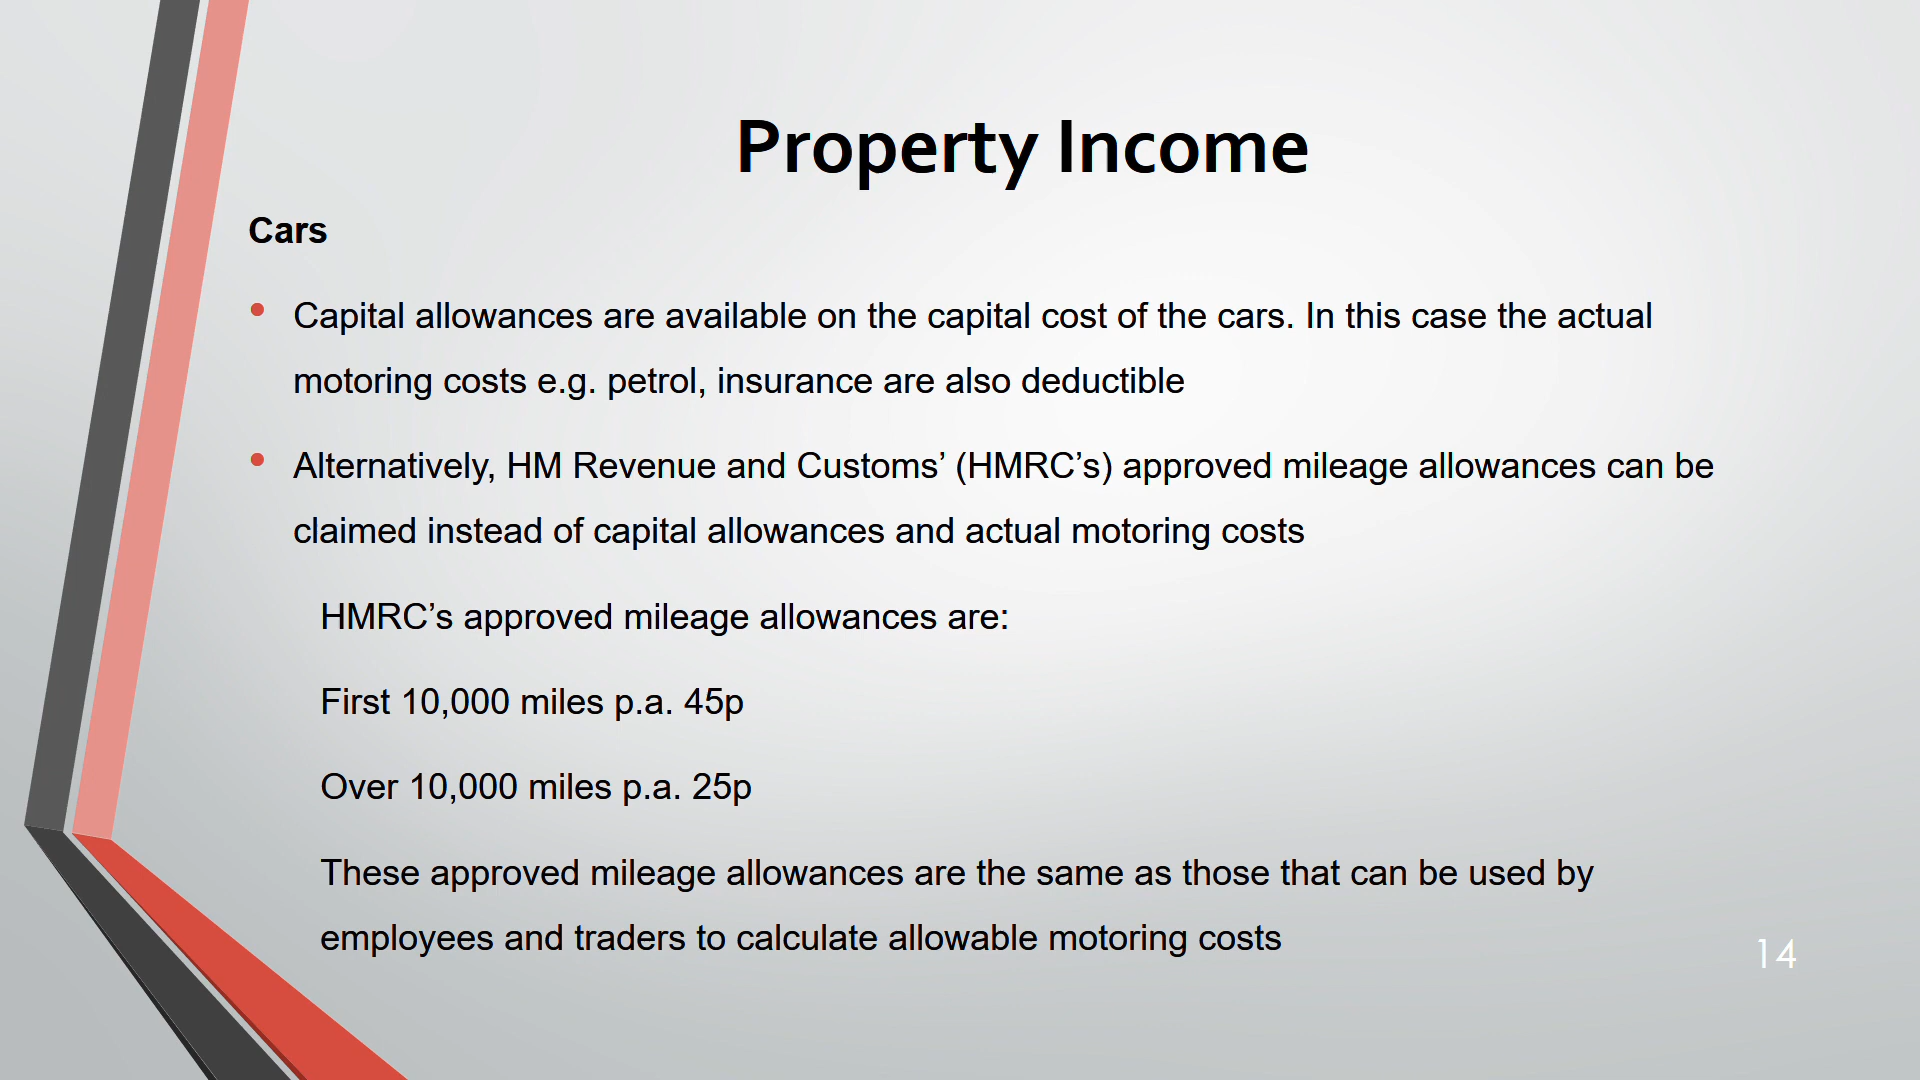 Property Income
Cars
• Capital allowances are available on the capital cost of the cars. In this case the actual
motoring costs e.g. petrol, insurance are also deductible
• Alternatively, HM Revenue and Customs’ (HMRC’s) approved mileage allowances can be
claimed instead of capital allowances and actual motoring costs
HMRC’s approved mileage allowances are:
First 10,000 miles p.a. 45p
Over 10,000 miles p.a. 25p
These approved mileage allowances are the same as those that can be used by
employees and traders to calculate allowable motoring costs
14